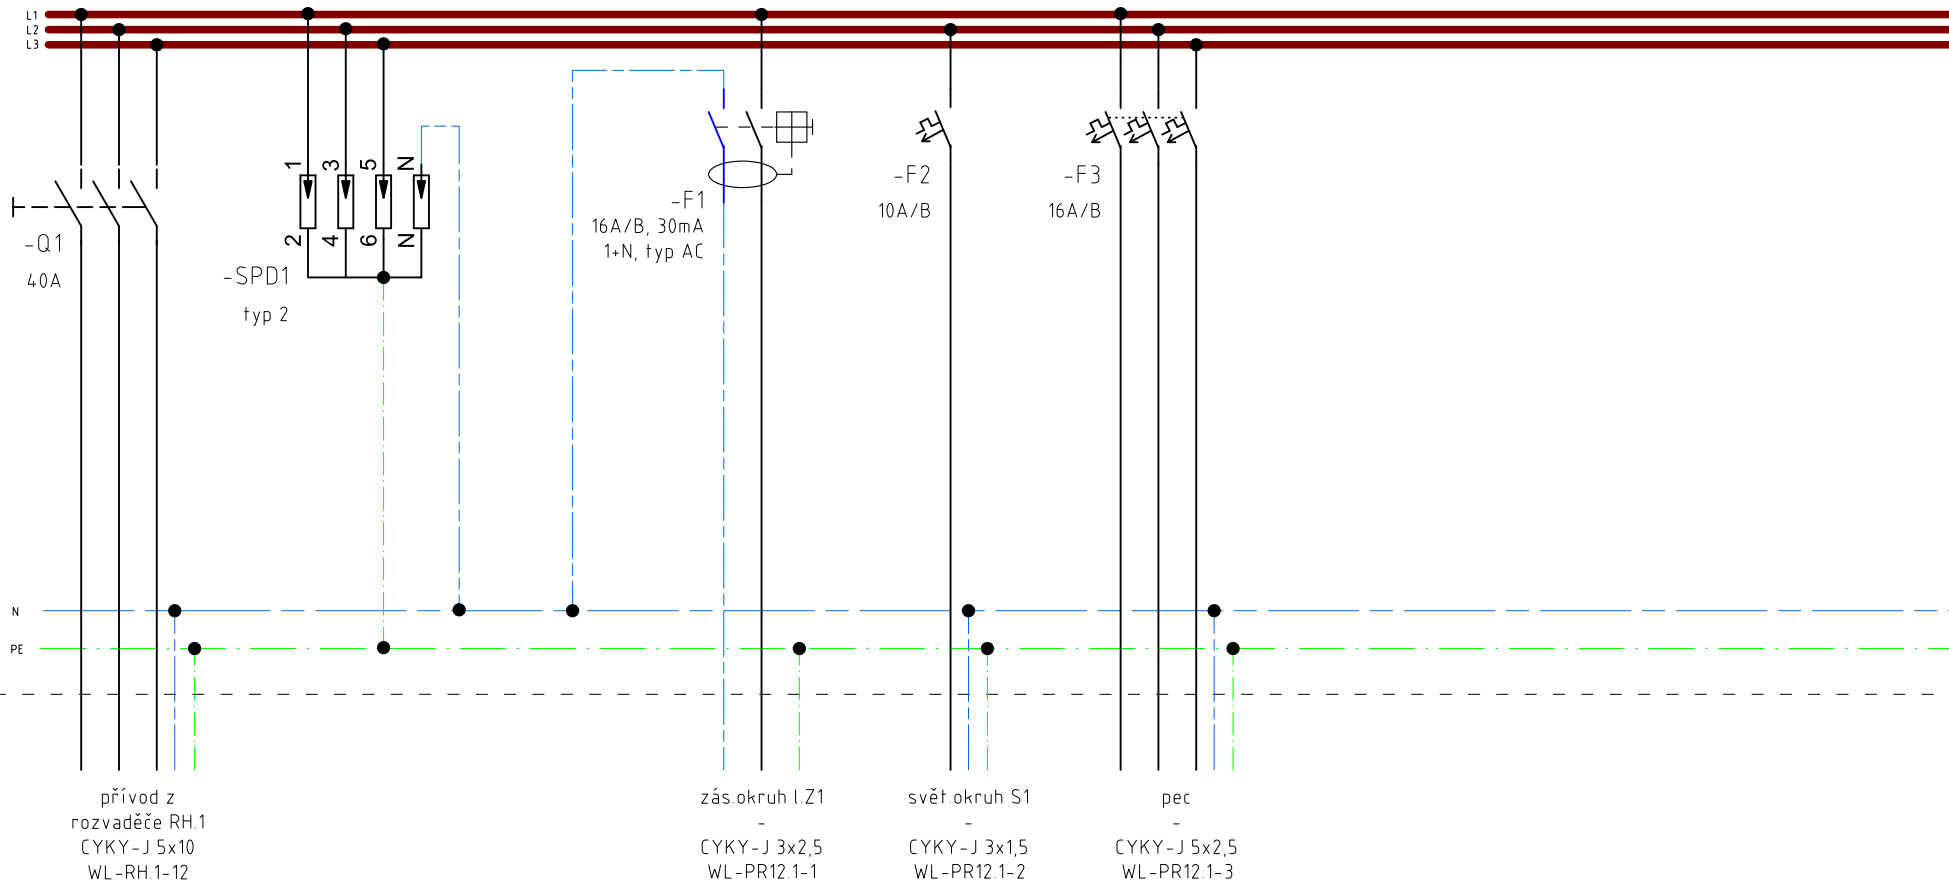 L1
L2
L3
1
3
5
N
2
4
6
N
-Q1
40A
-SPD1
typ 2
-F1
16A/B, 30mA
1+N, typ AC
-F2
10A/B
-F3
16A/B
N
PE
přívod z
rozvaděče RH.1
CYKY-J 5x10
WL-RH.1-12
zás.okruh I.Z1
-
CYKY-J 3x2,5
WL-PR12.1-1
svět.okruh S1
-
CYKY-J 3x1,5
WL-PR12.1-2
pec
-
CYKY-J 5x2,5
WL-PR12.1-3